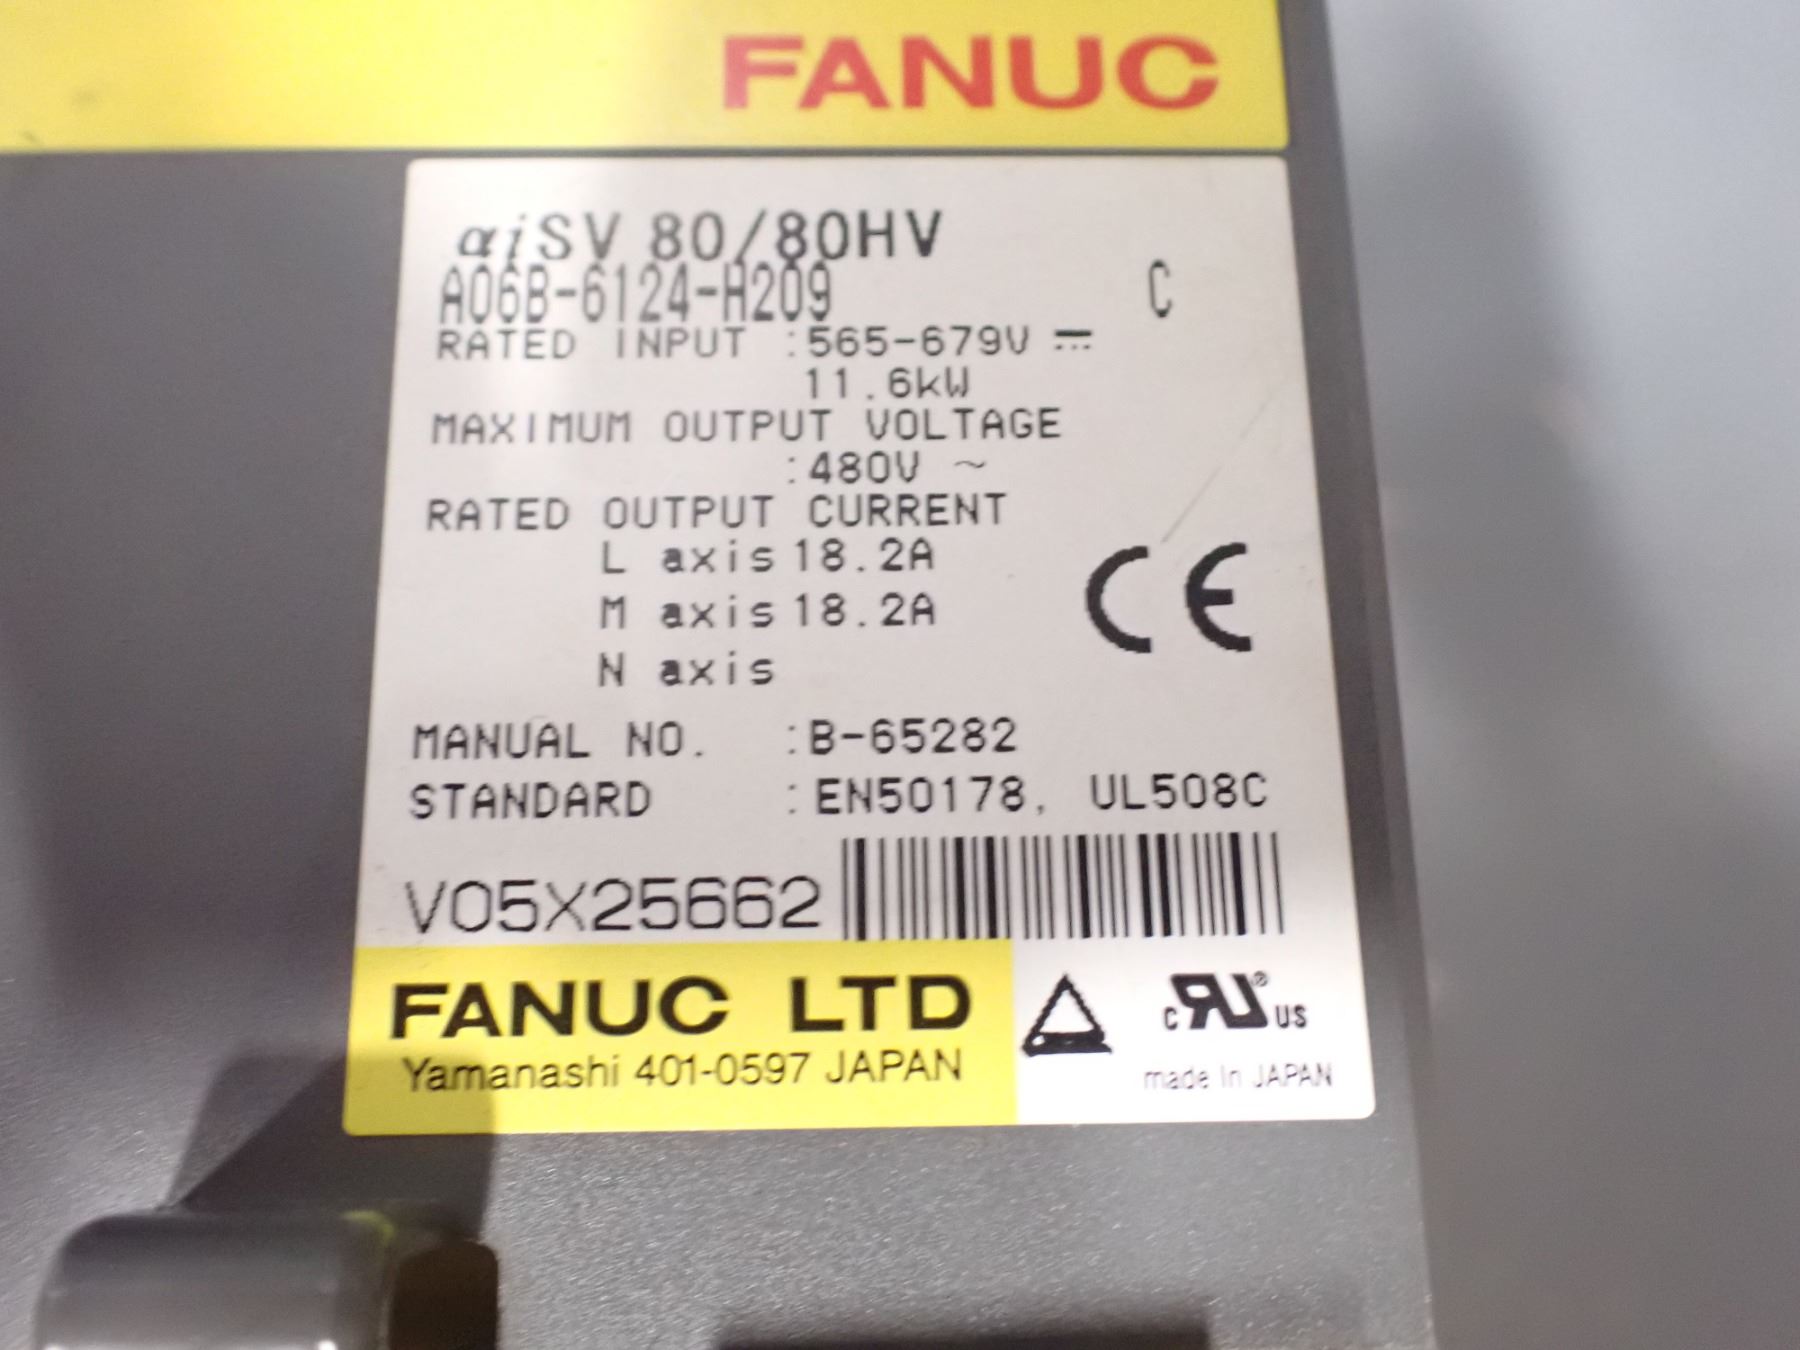 FANUC
αiSV 80/80HV
A06B-6124-H209 C
RATED INPUT :565-679V ⎓
11.6kW
MAXIMUM OUTPUT VOLTAGE
:480V ~
RATED OUTPUT CURRENT
L axis 18.2A
M axis 18.2A
N axis
CE
MANUAL NO. :B-65282
STANDARD :EN50178, UL508C
V05X25662
FANUC LTD
Yamanashi 401-0597 JAPAN
c RU ® US
made in JAPAN